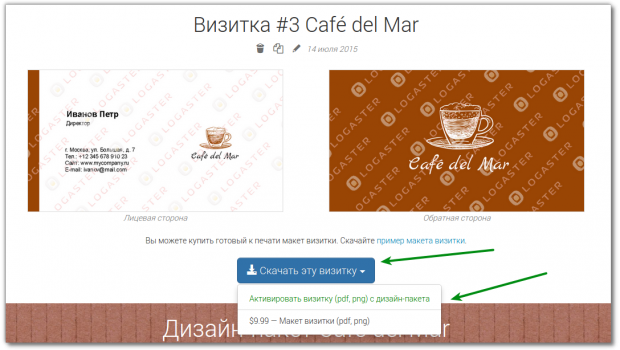 Визитка #3 Café del Mar
14 июля 2015
Иванов Петр
Директор
г. Москва: ул. Большая, д. 7
Тел.: +12 345 678 910 23
Сайт: www.mycompany.ru
E-mail: ivanov@mail.com
Café del Mar
Café del Mar
LOGASTER
LOGASTER
Лицевая сторона
Обратная сторона
Вы можете купить готовый к печати макет визитки. Скачайте пример макета визитки.
Скачать эту визитку
Активировать визитку (pdf, png) с дизайн-пакета
$9.99 — Макет визитки (pdf, png)
Дизайн-пакет Café del Mar